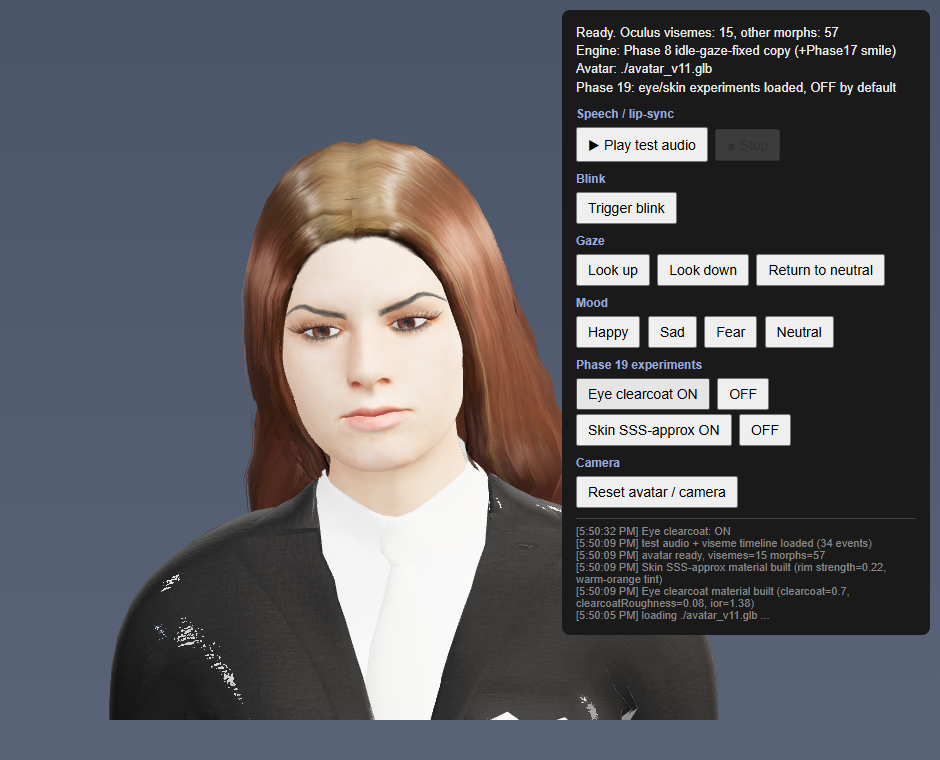 Ready. Oculus visemes: 15, other morphs: 57
Engine: Phase 8 idle-gaze-fixed copy (+Phase17 smile)
Avatar: ./avatar_v11.glb
Phase 19: eye/skin experiments loaded, OFF by default
Speech / lip-sync
▶ Play test audio ■ Stop
Blink
Trigger blink
Gaze
Look up Look down Return to neutral
Mood
Happy Sad Fear Neutral
Phase 19 experiments
Eye clearcoat ON OFF
Skin SSS-approx ON OFF
Camera
Reset avatar / camera
[5:50:32 PM] Eye clearcoat: ON
[5:50:09 PM] test audio + viseme timeline loaded (34 events)
[5:50:09 PM] avatar ready, visemes=15 morphs=57
[5:50:09 PM] Skin SSS-approx material built (rim strength=0.22,
warm-orange tint)
[5:50:09 PM] Eye clearcoat material built (clearcoat=0.7,
clearcoatRoughness=0.08, ior=1.38)
[5:50:05 PM] loading ./avatar_v11.glb ...